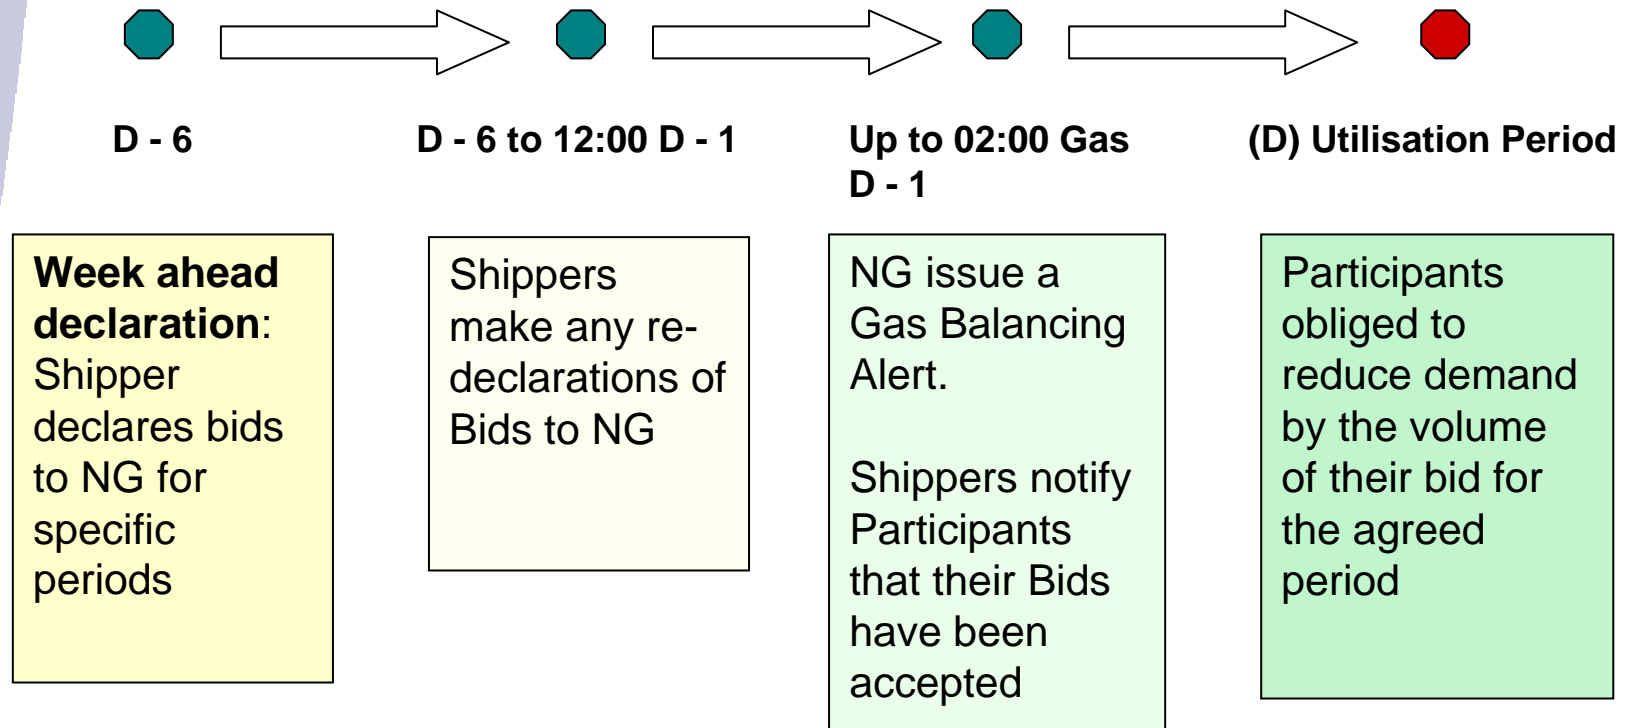 D - 6
D - 6 to 12:00 D - 1
Up to 02:00 Gas
D - 1
(D) Utilisation Period
Week ahead
declaration:
Shipper
declares bids
to NG for
specific
periods
Shippers
make any re-
declarations of
Bids to NG
NG issue a
Gas Balancing
Alert.
Shippers notify
Participants
that their Bids
have been
accepted
Participants
obliged to
reduce demand
by the volume
of their bid for
the agreed
period